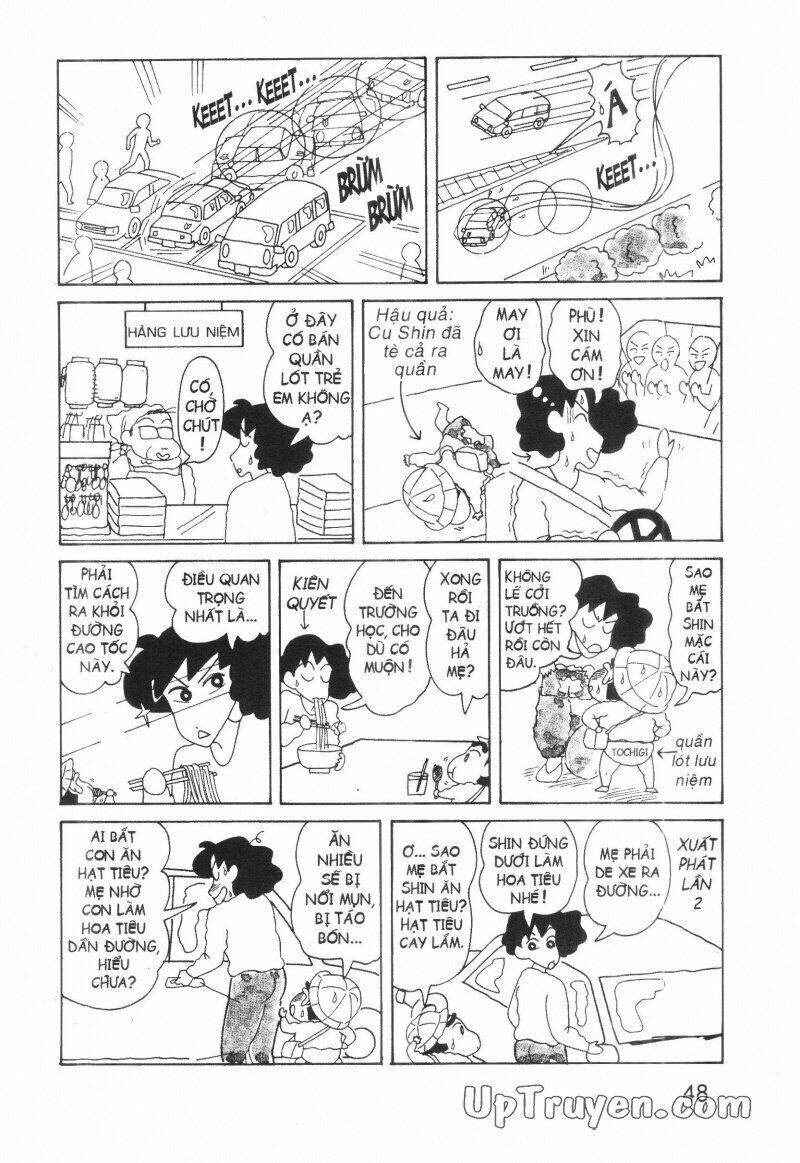 Á
KEEET...
KEEET... KEEET...
BRỪM
BRỪM
PHÙ!
XIN
CÁM
ƠN!
MAY
ƠI
LÀ
MAY!
Hậu quả:
Cu Shin đã
tè cả ra
quần
HÀNG LƯU NIỆM
Ở ĐÂY
CÓ BÁN
QUẦN
LÓT TRẺ
EM KHÔNG
Ạ?
CÓ,
CHỜ
CHÚT
!
SAO
MẸ
BẮT
SHIN
MẶC
CÁI
NÀY?
KHÔNG
LẼ CỞI
TRUỒNG?
ƯỚT HẾT
RỒI CÒN
ĐÂU.
TOCHIGI
quần
lót lưu
niệm
XONG
RỒI
TA ĐI
ĐÂU
HẢ
MẸ?
ĐẾN
TRƯỜNG
HỌC, CHO
DÙ CÓ
MUỘN!
KIÊN
QUYẾT
ĐIỀU QUAN
TRỌNG
NHẤT LÀ...
PHẢI
TÌM CÁCH
RA KHỎI
ĐƯỜNG
CAO TỐC
NÀY.
XUẤT
PHÁT
LẦN
2
MẸ PHẢI
DE XE RA
ĐƯỜNG...
SHIN ĐỨNG
DƯỚI LÀM
HOA TIÊU
NHÉ!
Ơ... SAO
MẸ BẮT
SHIN ĂN
HẠT TIÊU?
HẠT TIÊU
CAY LẮM.
ĂN
NHIỀU
SẼ BỊ
NỔI MỤN,
BỊ TÁO
BÓN...
AI BẮT
CON ĂN
HẠT TIÊU?
MẸ NHỜ
CON LÀM
HOA TIÊU
DẪN ĐƯỜNG,
HIỂU
CHƯA?
48
UpTruyen.com